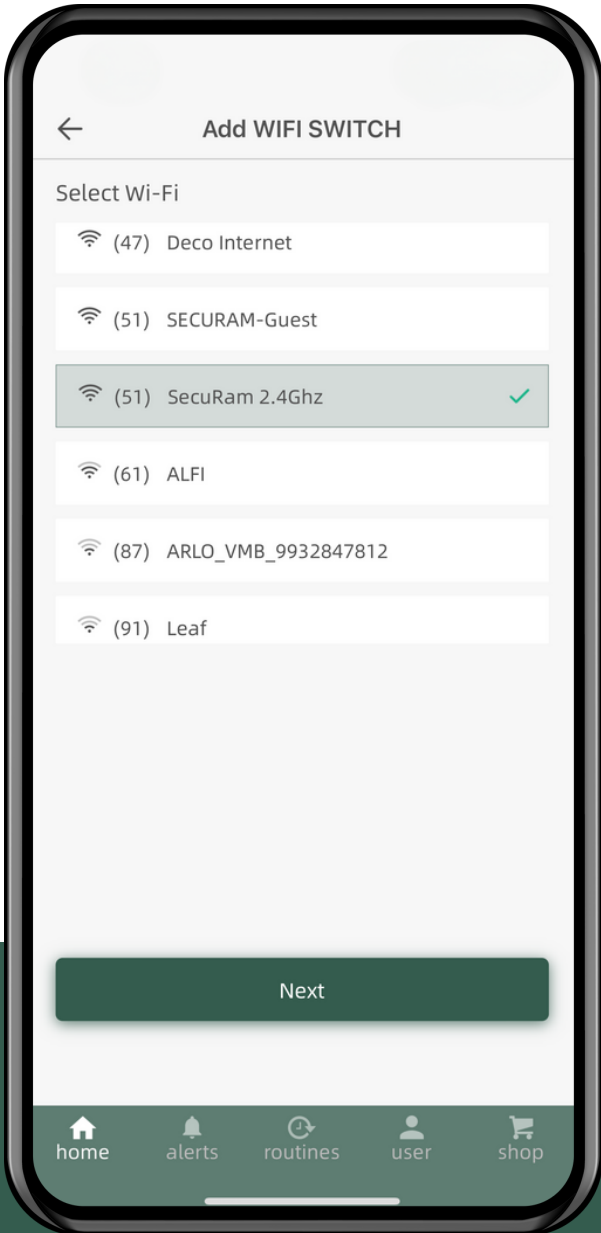 Add WIFI SWITCH
Select Wi-Fi
(47) Deco Internet
(51) SECURAM-Guest
(51) SecuRam 2.4Ghz
(61) ALFI
(87) ARLO_VMB_9932847812
(91) Leaf
Next
home alerts routines user shop